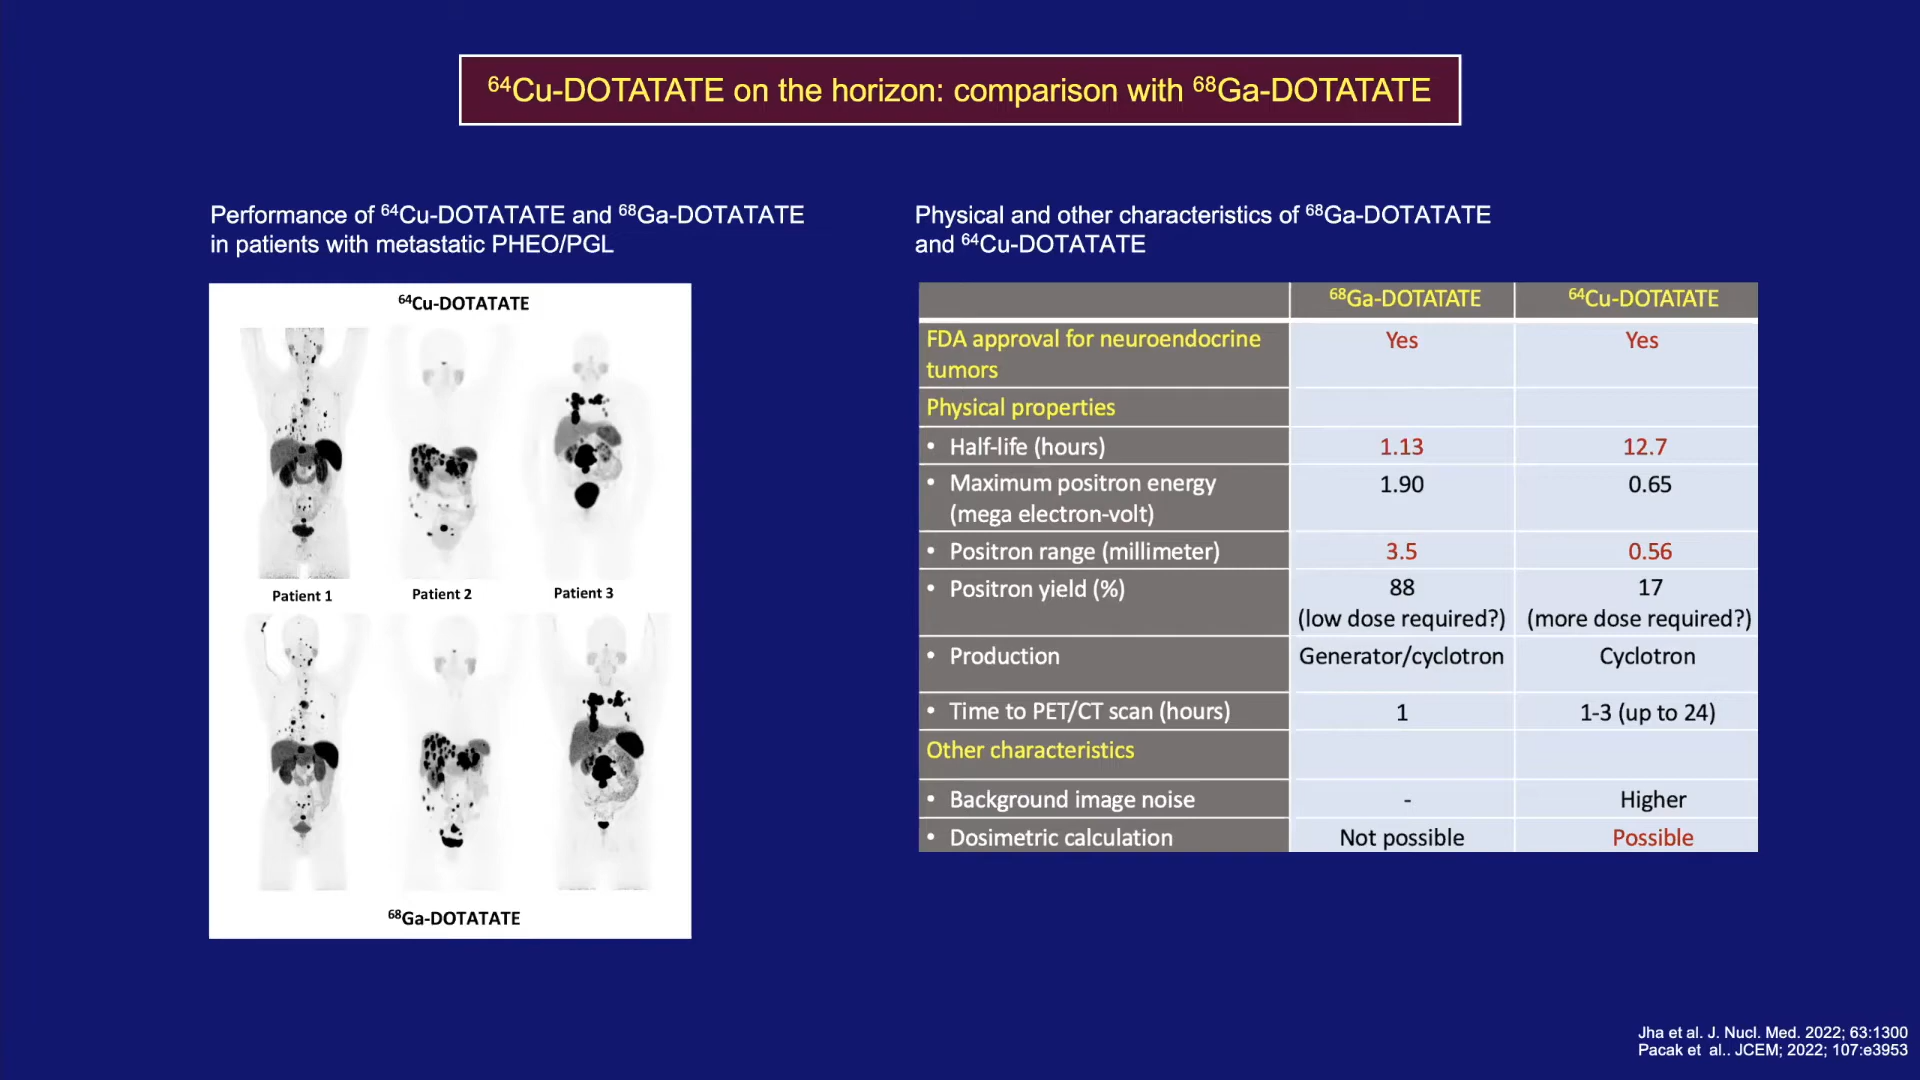 ⁶⁴Cu-DOTATATE on the horizon: comparison with ⁶⁸Ga-DOTATATE
Performance of ⁶⁴Cu-DOTATATE and ⁶⁸Ga-DOTATATE
in patients with metastatic PHEO/PGL
⁶⁴Cu-DOTATATE
Patient 1 Patient 2 Patient 3
⁶⁸Ga-DOTATATE
Physical and other characteristics of ⁶⁸Ga-DOTATATE
and ⁶⁴Cu-DOTATATE
⁶⁸Ga-DOTATATE ⁶⁴Cu-DOTATATE
FDA approval for neuroendocrine Yes Yes
tumors
Physical properties
• Half-life (hours) 1.13 12.7
• Maximum positron energy 1.90 0.65
(mega electron-volt)
• Positron range (millimeter) 3.5 0.56
• Positron yield (%) 88 17
(low dose required?) (more dose required?)
• Production Generator/cyclotron Cyclotron
• Time to PET/CT scan (hours) 1 1-3 (up to 24)
Other characteristics
• Background image noise - Higher
• Dosimetric calculation Not possible Possible
Jha et al. J. Nucl. Med. 2022; 63:1300
Pacak et al.. JCEM; 2022; 107:e3953